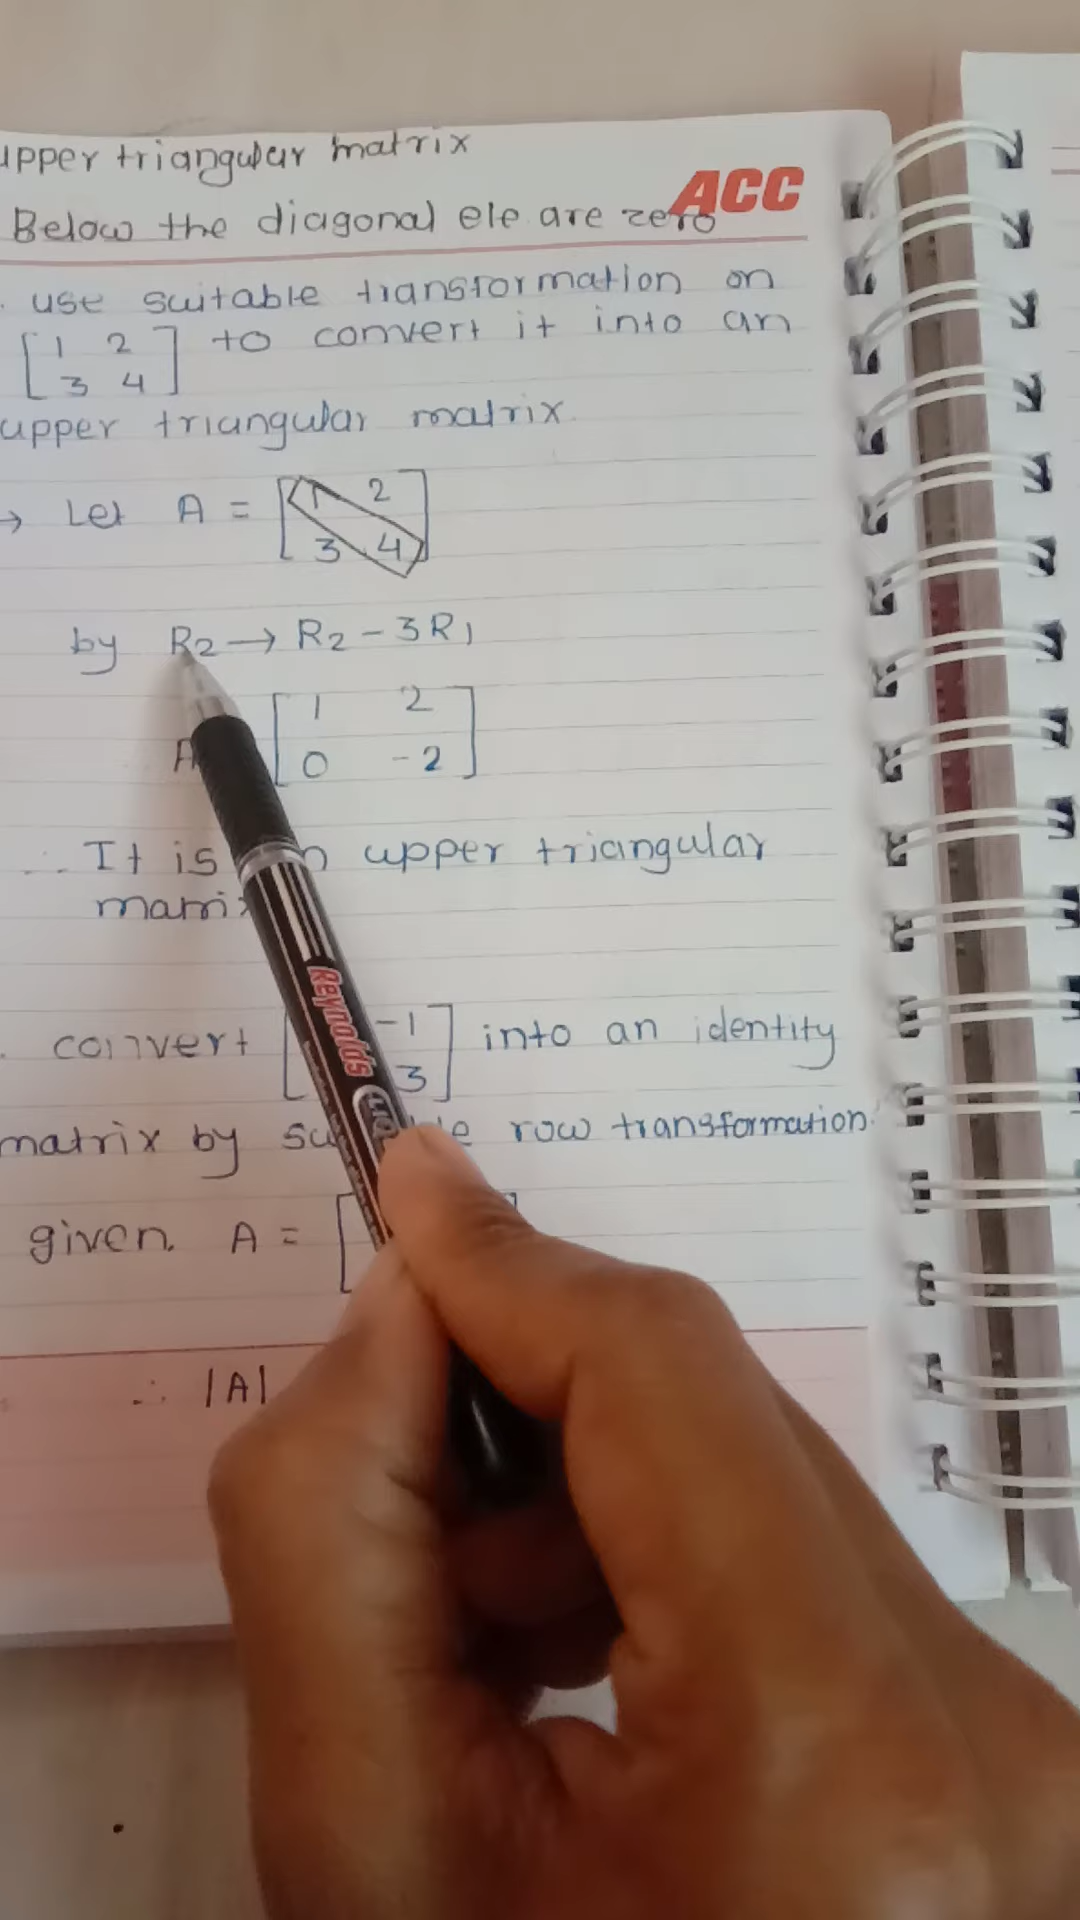 upper triangular matrix
ACC
Below the diagonal ele are zero
use suitable transformation on
[1 2
3 4] to convert it into an
upper triangular matrix.
→ Let A = [1 2
3 4]
by R2 → R2 - 3R1
A [1 2
0 -2]
∴ It is upper triangular
matrix
convert [ -1
3] into an identity
matrix by row transformation.
given A = [
∴ |A|
Reynolds